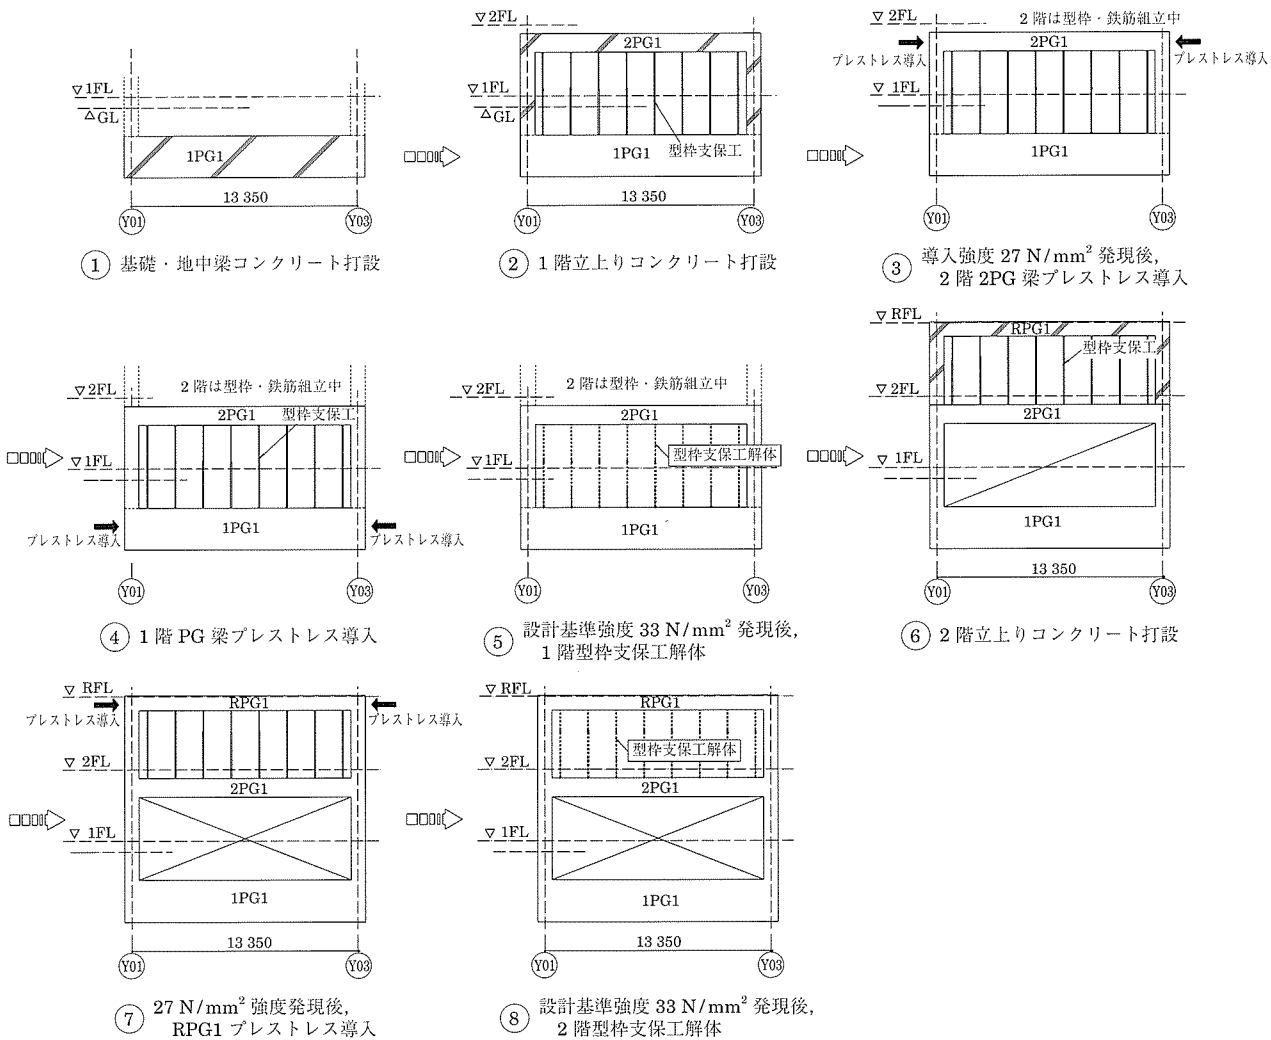 ▽1FL
△GL
1PG1
13 350
Y01
Y03
① 基礎・地中梁コンクリート打設
▽2FL
2PG1
▽1FL
△GL
1PG1
型枠支保工
13 350
Y01
Y03
② 1階立上りコンクリート打設
▽2FL
2階は型枠・鉄筋組立中
2PG1
プレストレス導入
プレストレス導入
▽1FL
1PG1
13 350
Y01
Y03
③ 導入強度 27 N/mm² 発現後,
2階 2PG 梁プレストレス導入
▽2FL
2階は型枠・鉄筋組立中
2PG1
型枠支保工
▽1FL
1PG1
プレストレス導入
プレストレス導入
Y01
Y03
④ 1階 PG 梁プレストレス導入
▽2FL
2階は型枠・鉄筋組立中
2PG1
型枠支保工解体
▽1FL
1PG1
Y01
Y03
⑤ 設計基準強度 33 N/mm² 発現後,
1階型枠支保工解体
▽ RFL
RPG1
型枠支保工
▽2FL
2PG1
▽ 1FL
1PG1
13 350
Y01
Y03
⑥ 2階立上りコンクリート打設
▽ RFL
RPG1
プレストレス導入
プレストレス導入
▽ 2FL
2PG1
▽ 1FL
1PG1
13 350
Y01
Y03
⑦ 27 N/mm² 強度発現後,
RPG1 プレストレス導入
▽ RFL
RPG1
型枠支保工解体
▽ 2FL
2PG1
▽ 1FL
1PG1
13 350
Y01
Y03
⑧ 設計基準強度 33 N/mm² 発現後,
2階型枠支保工解体